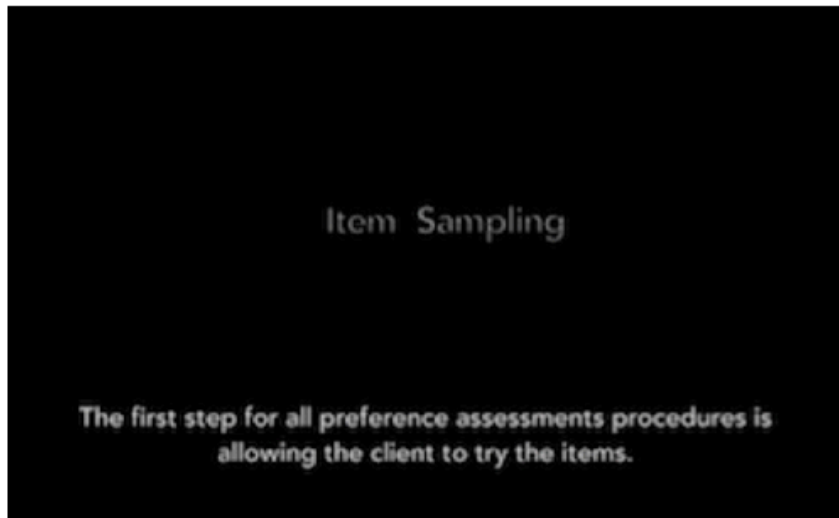 Item Sampling
The first step for all preference assessments procedures is
allowing the client to try the items.